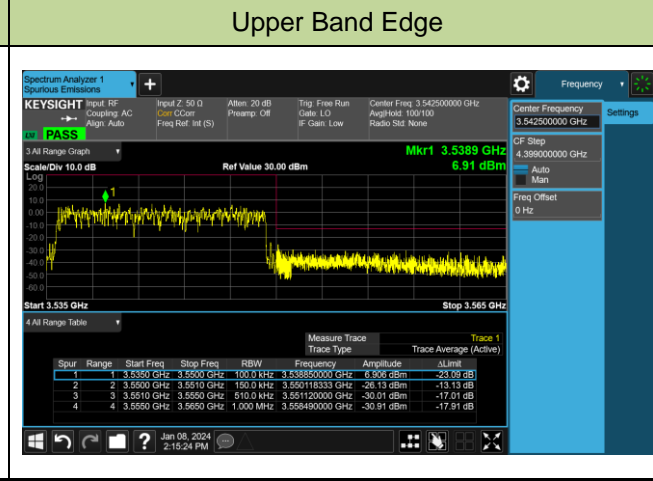 Upper Band Edge
Spectrum Analyzer 1
Spurious Emissions
Frequency
KEYSIGHT Input: RF Input Z: 50 Ω Atten: 20 dB Trig: Free Run Center Freq: 3.542500000 GHz
Coupling: AC Corr CCorr Preamp: Off Gate: LO Avg|Hold: 100/100
Align: Auto Freq Ref: Int (S) IF Gain: Low Radio Std: None
PASS
Center Frequency
3.542500000 GHz
Settings
CF Step
4.399000000 GHz
Auto
Man
Freq Offset
0 Hz
3 All Range Graph
Mkr1 3.5389 GHz
Scale/Div 10.0 dB Ref Value 30.00 dBm 6.91 dBm
Log
20.0
10.0
0.00
-10.0
-20.0
-30.0
-40.0
-50.0
-60.0
1
Start 3.535 GHz Stop 3.565 GHz
4 All Range Table
Measure Trace Trace 1
Trace Type Trace Average (Active)
Spur Range Start Freq Stop Freq RBW Frequency Amplitude ΔLimit
1 1 3.5350 GHz 3.5500 GHz 100.0 kHz 3.538850000 GHz 6.906 dBm -23.09 dB
2 2 3.5500 GHz 3.5510 GHz 150.0 kHz 3.550118333 GHz -26.13 dBm -13.13 dB
3 3 3.5510 GHz 3.5550 GHz 510.0 kHz 3.551120000 GHz -30.01 dBm -17.01 dB
4 4 3.5550 GHz 3.5650 GHz 1.000 MHz 3.558490000 GHz -30.91 dBm -17.91 dB
Jan 08, 2024
2:15:24 PM